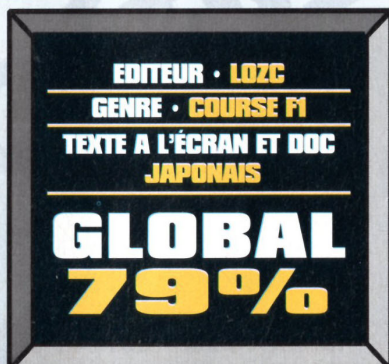 EDITEUR • LOZC
GENRE • COURSE F1
TEXTE A L'ÉCRAN ET DOC
JAPONAIS
GLOBAL
79%